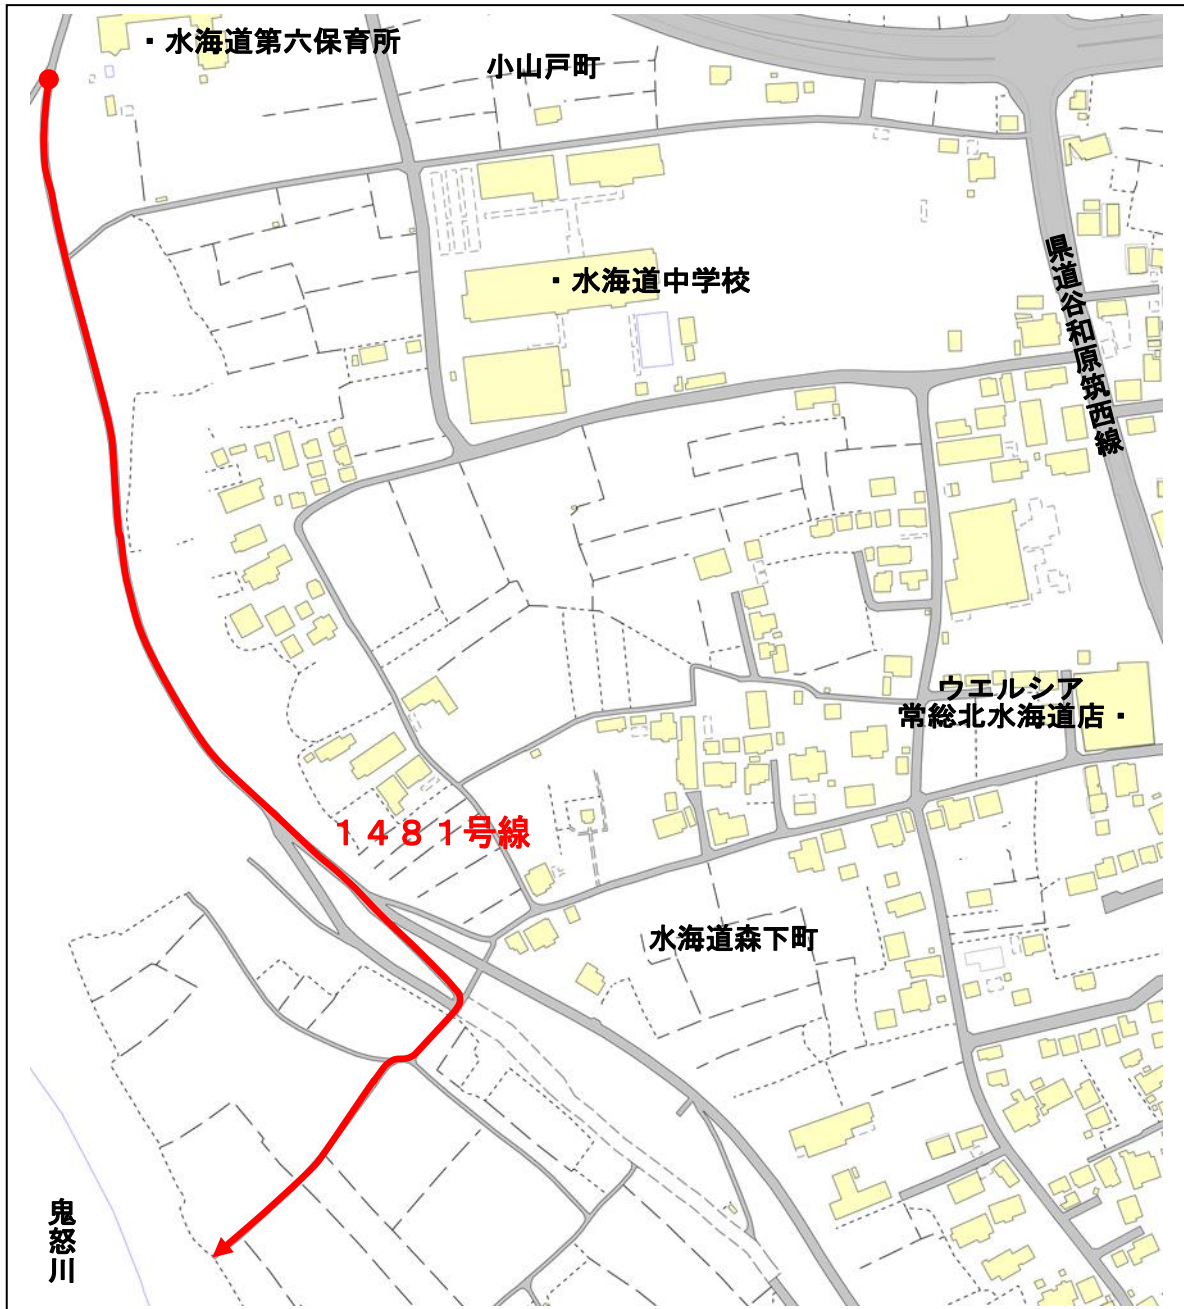 ・水海道第六保育所
小山戸町
・水海道中学校
県道谷和原筑西線
ウエルシア
常総北水海道店・
１４８１号線
水海道森下町
鬼怒川